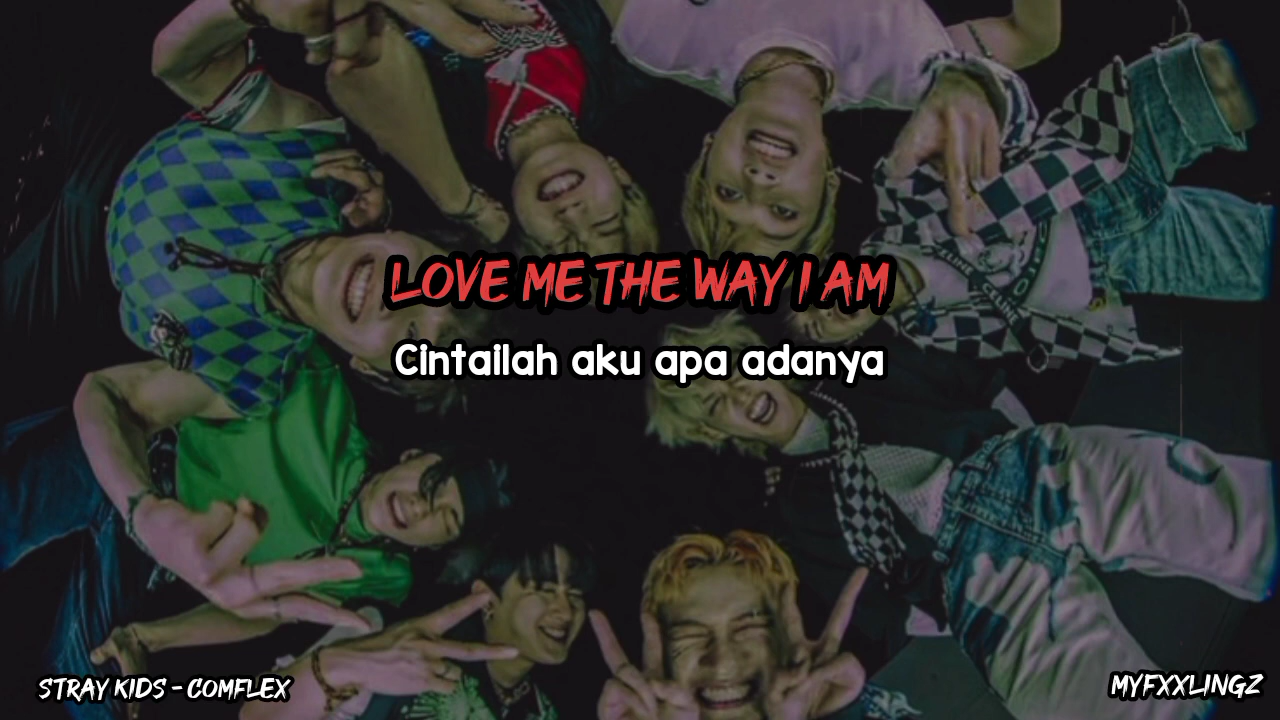 LOVE ME THE WAY I AM
Cintailah aku apa adanya
STRAY KIDS - COMFLEX
MYFXXLINGZ